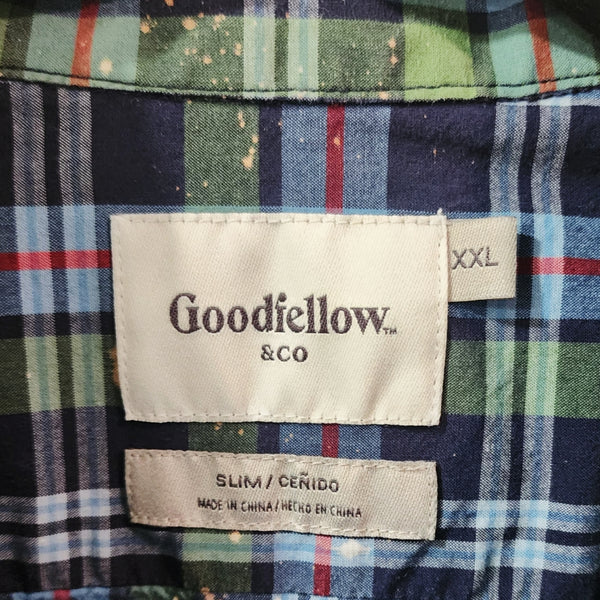 Goodfellow™
&CO
XXL
SLIM/CEÑIDO
MADE IN CHINA/HECHO EN CHINA